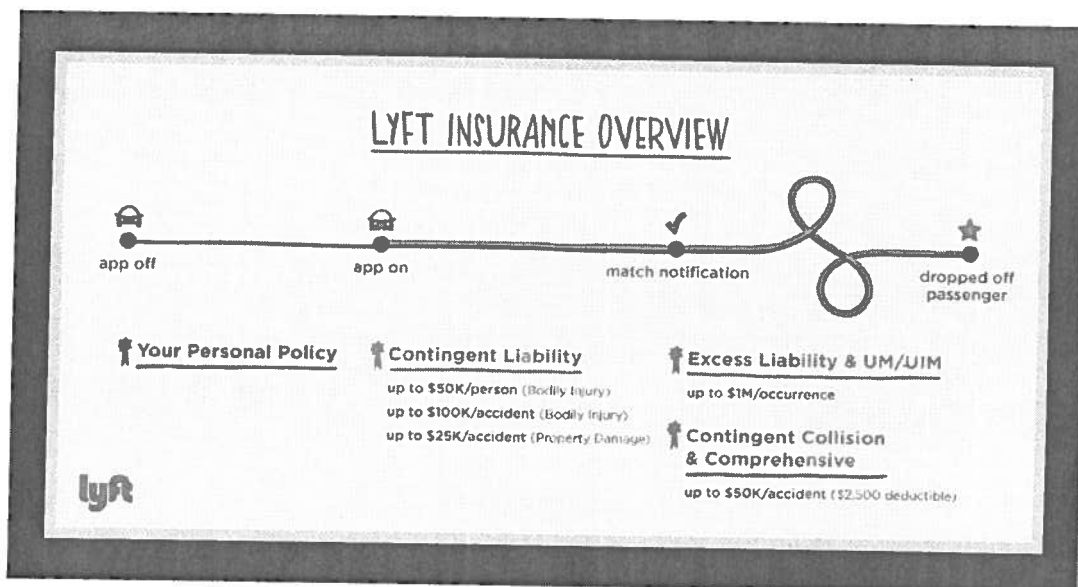 LYFT INSURANCE OVERVIEW
app off
app on
match notification
dropped off
passenger
Your Personal Policy
Contingent Liability
up to $50K/person (Bodily Injury)
up to $100K/accident (Bodily Injury)
up to $25K/accident (Property Damage)
Excess Liability & UM/UIM
up to $1M/occurrence
Contingent Collision
& Comprehensive
up to $50K/accident ($2,500 deductible)
lyft